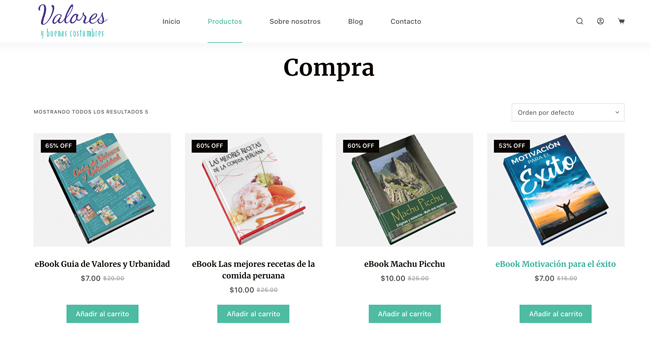 Valores
y buenas costumbres
Inicio
Productos
Sobre nosotros
Blog
Contacto
Compra
MOSTRANDO TODOS LOS RESULTADOS 5
Orden por defecto
65% OFF
Guía de Valores y
Urbanidad
60% OFF
LAS MEJORES RECETAS
DE LA COMIDA PERUANA
60% OFF
Machu Picchu
53% OFF
MOTIVACIÓN
PARA EL
Éxito
eBook Guia de Valores y Urbanidad
$7.00 $20.00
eBook Las mejores recetas de la
comida peruana
$10.00 $25.00
eBook Machu Picchu
$10.00 $25.00
eBook Motivación para el éxito
$7.00 $15.00
Añadir al carrito
Añadir al carrito
Añadir al carrito
Añadir al carrito